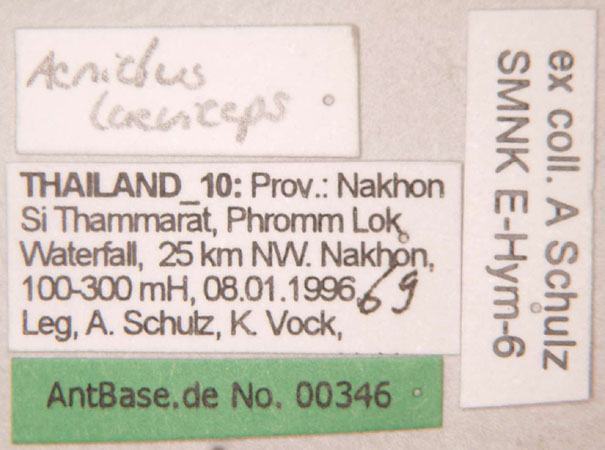 Aenictus
laeviceps
THAILAND_10: Prov.: Nakhon
Si Thammarat, Phromm Lok
Waterfall, 25 km NW. Nakhon,
100-300 mH, 08.01.1996, 69
Leg, A. Schulz, K. Vock,
AntBase.de No. 00346
ex coll. A Schulz
SMNK E-Hym-6